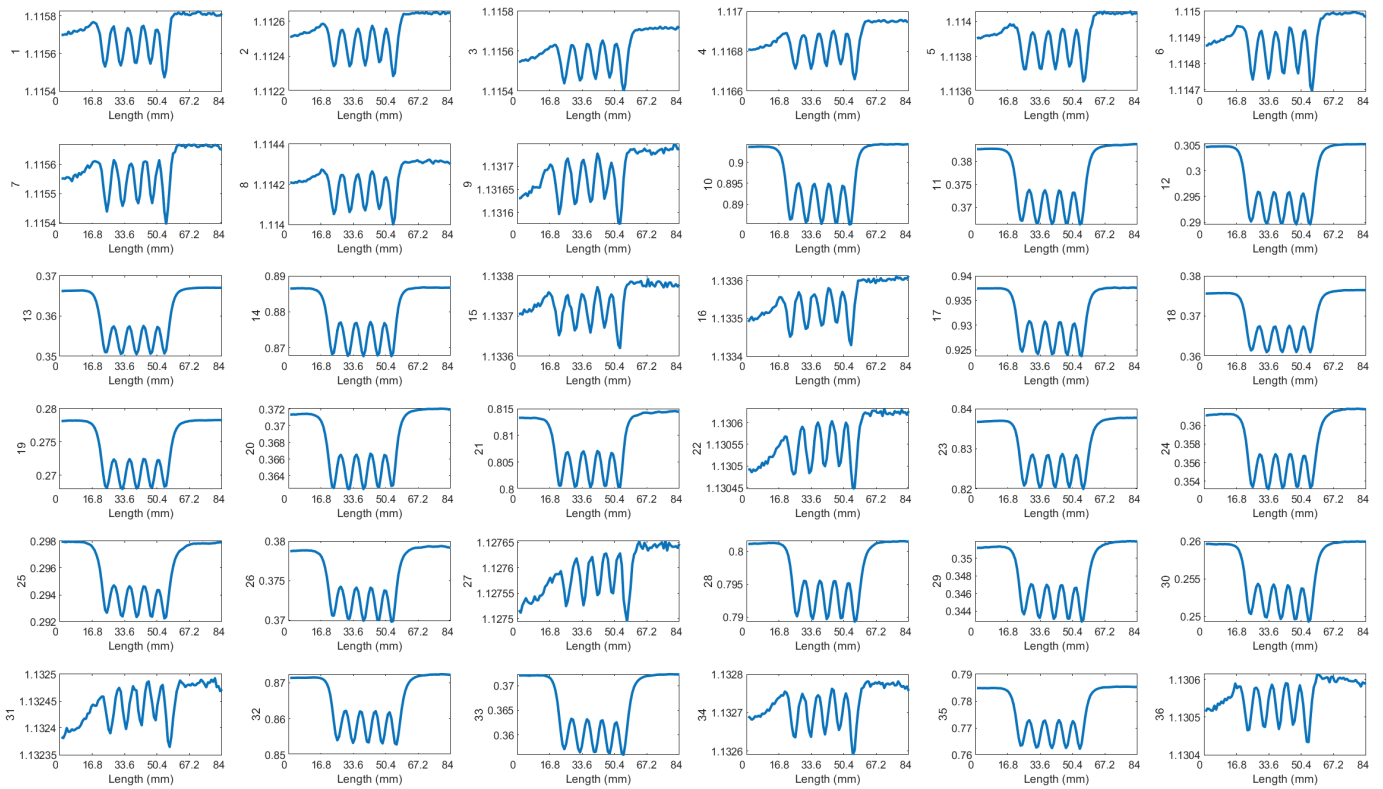 1.1158
1.1156
1.1154
1
0 16.8 33.6 50.4 67.2 84
Length (mm)
1.1126
1.1124
1.1122
2
0 16.8 33.6 50.4 67.2 84
Length (mm)
1.1158
1.1156
1.1154
3
0 16.8 33.6 50.4 67.2 84
Length (mm)
1.117
1.1168
1.1166
4
0 16.8 33.6 50.4 67.2 84
Length (mm)
1.114
1.1138
1.1136
5
0 16.8 33.6 50.4 67.2 84
Length (mm)
1.115
1.1149
1.1148
1.1147
6
0 16.8 33.6 50.4 67.2 84
Length (mm)
1.1156
1.1155
1.1154
7
0 16.8 33.6 50.4 67.2 84
Length (mm)
1.1144
1.1142
1.114
8
0 16.8 33.6 50.4 67.2 84
Length (mm)
1.1317
1.13165
1.1316
9
0 16.8 33.6 50.4 67.2 84
Length (mm)
0.9
0.895
0.89
10
0 16.8 33.6 50.4 67.2 84
Length (mm)
0.38
0.375
0.37
11
0 16.8 33.6 50.4 67.2 84
Length (mm)
0.305
0.3
0.295
0.29
12
0 16.8 33.6 50.4 67.2 84
Length (mm)
0.37
0.36
0.35
13
0 16.8 33.6 50.4 67.2 84
Length (mm)
0.89
0.88
0.87
14
0 16.8 33.6 50.4 67.2 84
Length (mm)
1.1338
1.1337
1.1336
15
0 16.8 33.6 50.4 67.2 84
Length (mm)
1.1336
1.1335
1.1334
16
0 16.8 33.6 50.4 67.2 84
Length (mm)
0.94
0.935
0.93
0.925
17
0 16.8 33.6 50.4 67.2 84
Length (mm)
0.38
0.37
0.36
18
0 16.8 33.6 50.4 67.2 84
Length (mm)
0.28
0.275
0.27
19
0 16.8 33.6 50.4 67.2 84
Length (mm)
0.372
0.37
0.368
0.366
0.364
20
0 16.8 33.6 50.4 67.2 84
Length (mm)
0.815
0.81
0.805
0.8
21
0 16.8 33.6 50.4 67.2 84
Length (mm)
1.1306
1.13055
1.1305
1.13045
22
0 16.8 33.6 50.4 67.2 84
Length (mm)
0.84
0.83
0.82
23
0 16.8 33.6 50.4 67.2 84
Length (mm)
0.36
0.358
0.356
0.354
24
0 16.8 33.6 50.4 67.2 84
Length (mm)
0.298
0.296
0.294
0.292
25
0 16.8 33.6 50.4 67.2 84
Length (mm)
0.38
0.375
0.37
26
0 16.8 33.6 50.4 67.2 84
Length (mm)
1.12765
1.1276
1.12755
1.1275
27
0 16.8 33.6 50.4 67.2 84
Length (mm)
0.8
0.795
0.79
28
0 16.8 33.6 50.4 67.2 84
Length (mm)
0.352
0.35
0.348
0.346
0.344
29
0 16.8 33.6 50.4 67.2 84
Length (mm)
0.26
0.255
0.25
30
0 16.8 33.6 50.4 67.2 84
Length (mm)
1.1325
1.13245
1.1324
1.13235
31
0 16.8 33.6 50.4 67.2 84
Length (mm)
0.87
0.86
0.85
32
0 16.8 33.6 50.4 67.2 84
Length (mm)
0.37
0.36
33
0 16.8 33.6 50.4 67.2 84
Length (mm)
1.1328
1.1327
1.1326
34
0 16.8 33.6 50.4 67.2 84
Length (mm)
0.79
0.78
0.77
0.76
35
0 16.8 33.6 50.4 67.2 84
Length (mm)
1.1306
1.1305
1.1304
36
0 16.8 33.6 50.4 67.2 84
Length (mm)